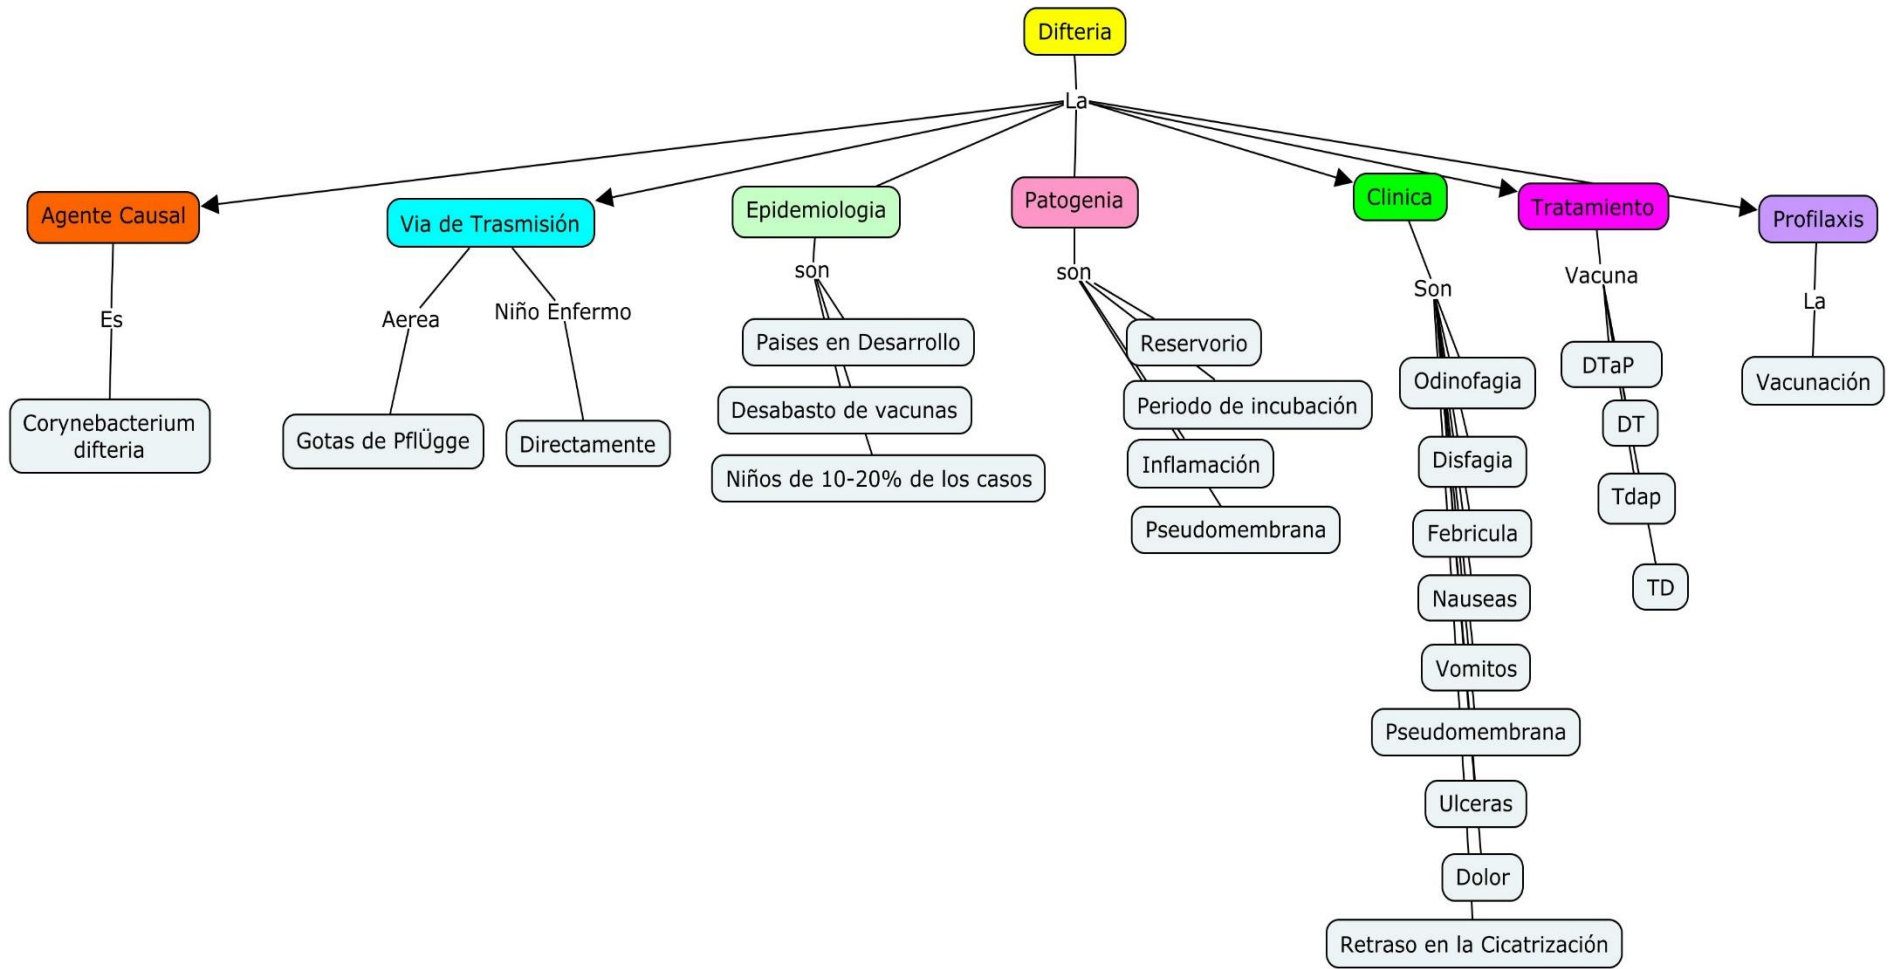 Difteria
La
Agente Causal
Es
Corynebacterium
difteria
Via de Trasmisión
Aerea
Gotas de PflÜgge
Niño Enfermo
Directamente
Epidemiologia
son
Paises en Desarrollo
Desabasto de vacunas
Niños de 10-20% de los casos
Patogenia
son
Reservorio
Periodo de incubación
Inflamación
Pseudomembrana
Clinica
Son
Odinofagia
Disfagia
Febricula
Nauseas
Vomitos
Pseudomembrana
Ulceras
Dolor
Retraso en la Cicatrización
Tratamiento
Vacuna
DTaP
DT
Tdap
TD
Profilaxis
La
Vacunación